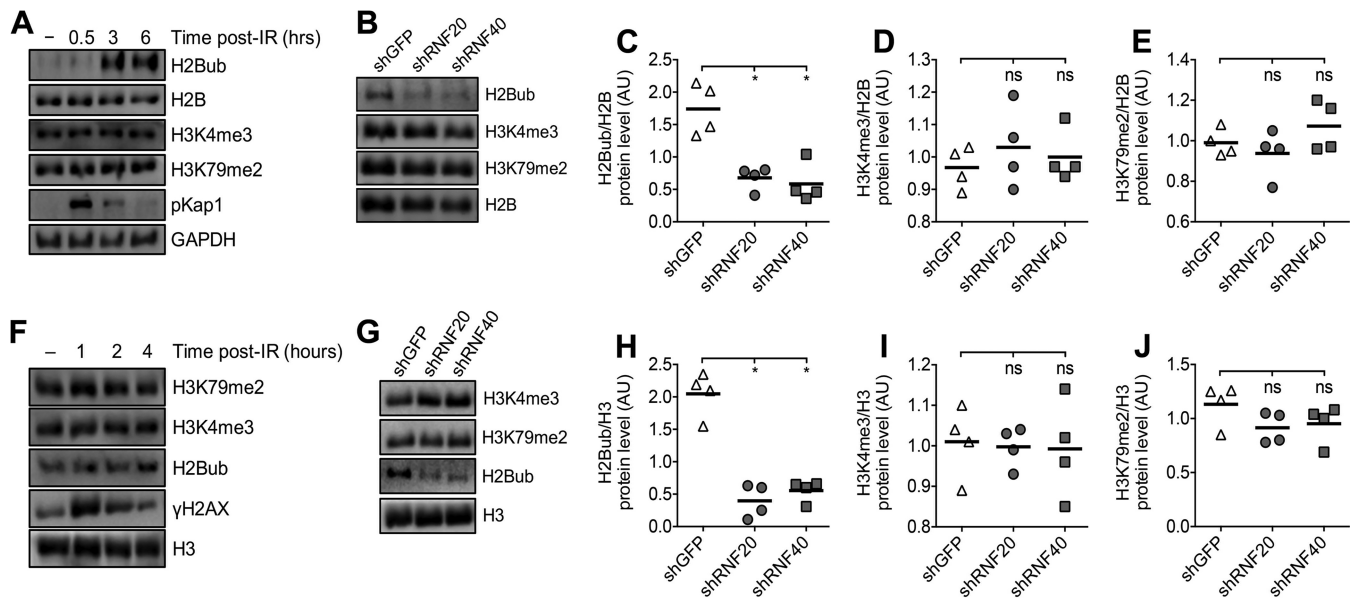 A
– 0.5 3 6 Time post-IR (hrs)
H2Bub
H2B
H3K4me3
H3K79me2
pKap1
GAPDH
B
shGFP
shRNF20
shRNF40
H2Bub
H3K4me3
H3K79me2
H2B
C
H2Bub/H2B
protein level (AU)
2.5
2.0
1.5
1.0
0.5
0.0
* *
shGFP
shRNF20
shRNF40
D
H3K4me3/H2B
protein level (AU)
1.3
1.2
1.1
1.0
0.9
0.8
ns ns
shGFP
shRNF20
shRNF40
E
H3K79me2/H2B
protein level (AU)
1.4
1.2
1.0
0.8
0.6
ns ns
shGFP
shRNF20
shRNF40
F
– 1 2 4 Time post-IR (hours)
H3K79me2
H3K4me3
H2Bub
γH2AX
H3
G
shGFP
shRNF20
shRNF40
H3K4me3
H3K79me2
H2Bub
H3
H
H2Bub/H3
protein level (AU)
2.5
2.0
1.5
1.0
0.5
0.0
* *
shGFP
shRNF20
shRNF40
I
H3K4me3/H3
protein level (AU)
1.2
1.1
1.0
0.9
0.8
ns ns
shGFP
shRNF20
shRNF40
J
H3K79me2/H3
protein level (AU)
1.5
1.0
0.5
0.0
ns ns
shGFP
shRNF20
shRNF40